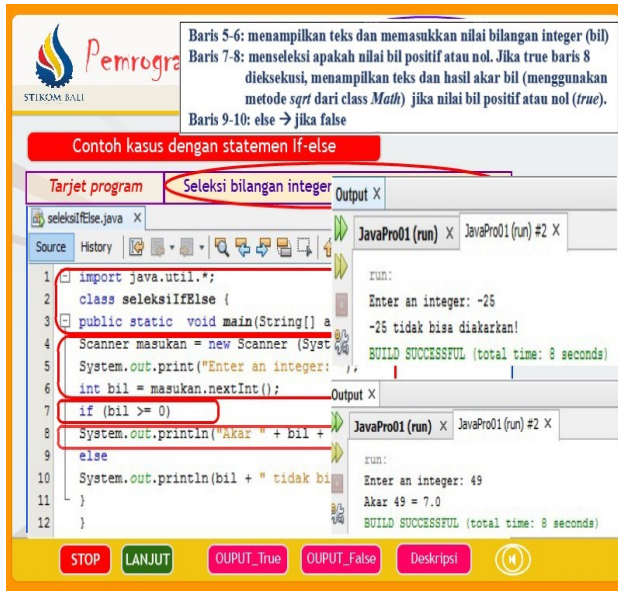 STIKOM BALI
Pemrogra
Baris 5-6: menampilkan teks dan memasukkan nilai bilangan integer (bil)
Baris 7-8: menseleksi apakah nilai bil positif atau nol. Jika true baris 8
dieksekusi, menampilkan teks dan hasil akar bil (menggunakan
metode sqrt dari class Math) jika nilai bil positif atau nol (true).
Baris 9-10: else → jika false
Contoh kasus dengan statemen If-else
Tarjet program
Seleksi bilangan integer
seleksiIfElse.java X
Source History
1 import java.util.*;
2 class seleksiIfElse {
3 public static void main(String[] a
4 Scanner masukan = new Scanner (Syst
5 System.out.print("Enter an integer: ");
6 int bil = masukan.nextInt();
7 if (bil >= 0)
8 System.out.println("Akar " + bil +
9 else
10 System.out.println(bil + " tidak bi
11 }
12 }
Output X
JavaPro01 (run) X JavaPro01 (run) #2 X
run:
Enter an integer: -25
-25 tidak bisa diakarkan!
BUILD SUCCESSFUL (total time: 8 seconds)
Output X
JavaPro01 (run) X JavaPro01 (run) #2 X
run:
Enter an integer: 49
Akar 49 = 7.0
BUILD SUCCESSFUL (total time: 8 seconds)
STOP LANJUT OUPUT_True OUPUT_False Deskripsi